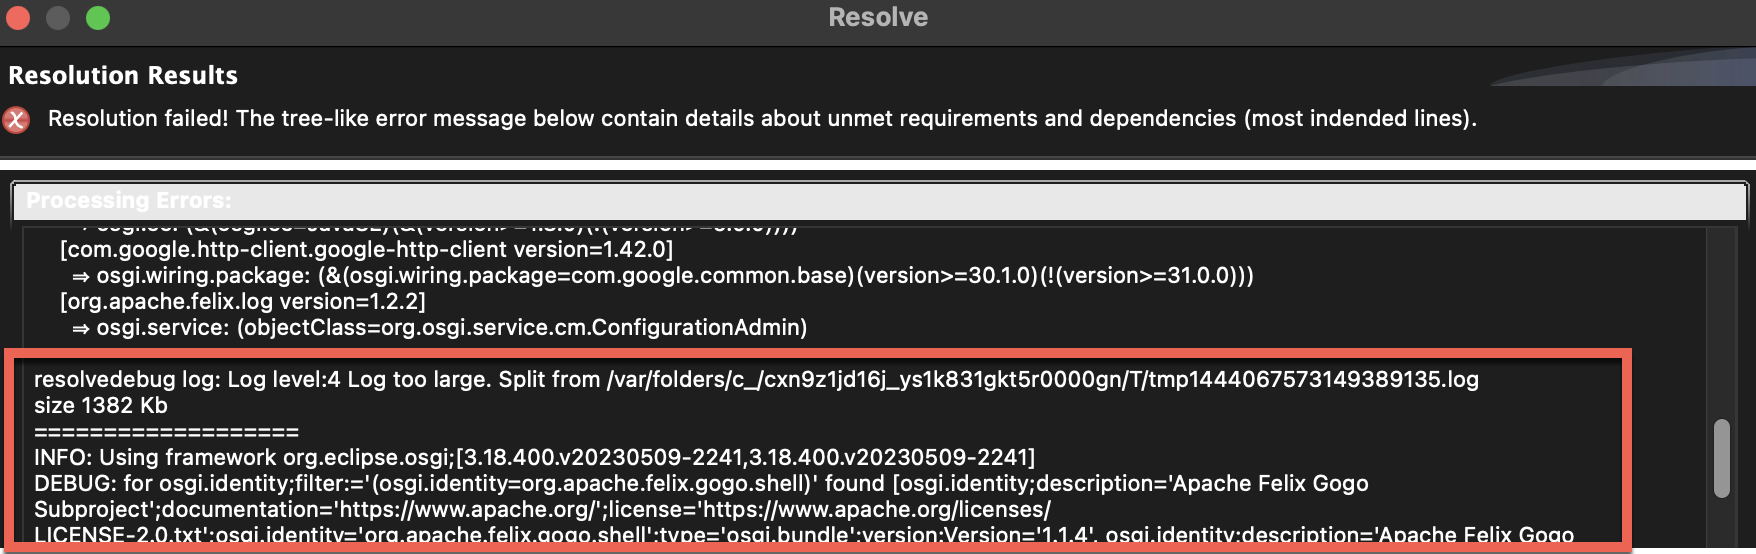 Resolve
Resolution Results
Resolution failed! The tree-like error message below contain details about unmet requirements and dependencies (most indended lines).
Processing Errors:
[com.google.http-client.google-http-client version=1.42.0]
⇒ osgi.wiring.package: (&(osgi.wiring.package=com.google.common.base)(version>=30.1.0)(!(version>=31.0.0)))
[org.apache.felix.log version=1.2.2]
⇒ osgi.service: (objectClass=org.osgi.service.cm.ConfigurationAdmin)
resolvedebug log: Log level:4 Log too large. Split from /var/folders/c_/cxn9z1jd16j_ys1k831gkt5r0000gn/T/tmp1444067573149389135.log
size 1382 Kb
===================
INFO: Using framework org.eclipse.osgi;[3.18.400.v20230509-2241,3.18.400.v20230509-2241]
DEBUG: for osgi.identity;filter:='(osgi.identity=org.apache.felix.gogo.shell)' found [osgi.identity;description='Apache Felix Gogo
Subproject';documentation='https://www.apache.org/';license='https://www.apache.org/licenses/
LICENSE-2.0.txt';osgi.identity='org.apache.felix.gogo.shell';type='osgi.bundle';version:Version='1.1.4', osgi.identity;description='Apache Felix Gogo